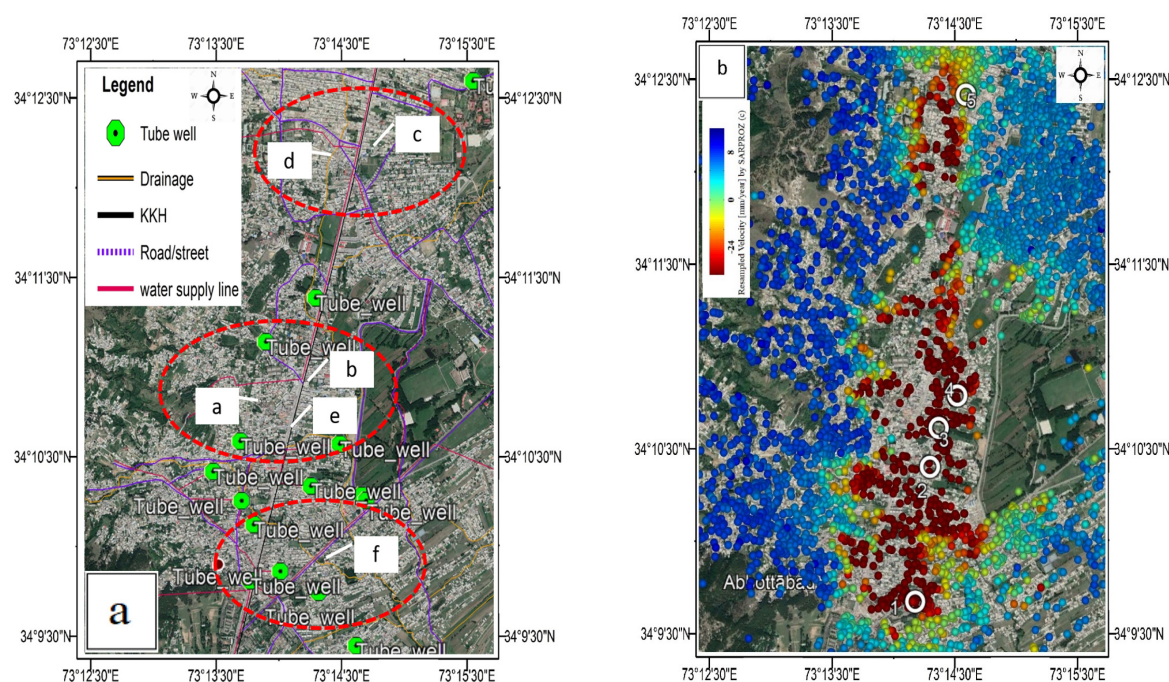 73°12'30"E 73°13'30"E 73°14'30"E 73°15'30"E
34°12'30"N
34°11'30"N
34°10'30"N
34°9'30"N
Legend
N
W E
S
Tube well
Drainage
KKH
Road/street
water supply line
Tu
c
d
Tube_well
Tube_well
b
a
e
Tube_well
Tube_well
Tube_well
Tube_well
Tube_well
f
Tube_well
Tube_well
Tube_well
a
34°12'30"N
34°11'30"N
34°10'30"N
34°9'30"N
73°12'30"E 73°13'30"E 73°14'30"E 73°15'30"E
73°12'30"E 73°13'30"E 73°14'30"E 73°15'30"E
34°12'30"N
34°11'30"N
34°10'30"N
34°9'30"N
b
N
W E
S
8
0
-24
Resampled Velocity [mm/year] by SARPROZ (c)
5
4
3
2
1
34°12'30"N
34°11'30"N
34°10'30"N
34°9'30"N
73°12'30"E 73°13'30"E 73°14'30"E 73°15'30"E